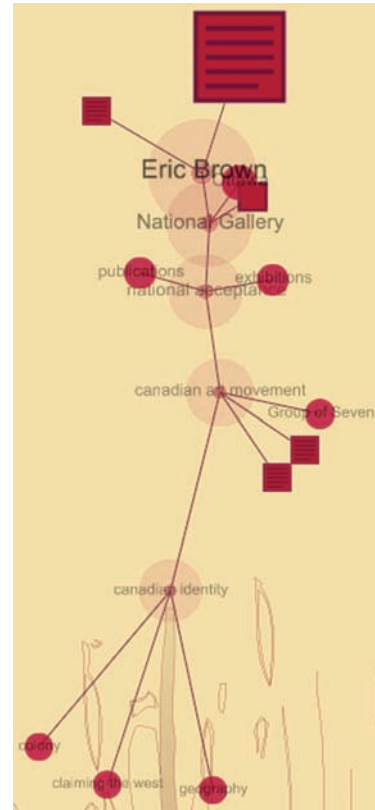 Eric Brown
Ottawa
National Gallery
publications
exhibitions
national acceptance
canadian art movement
Group of Seven
canadian identity
colony
claiming the west
geography